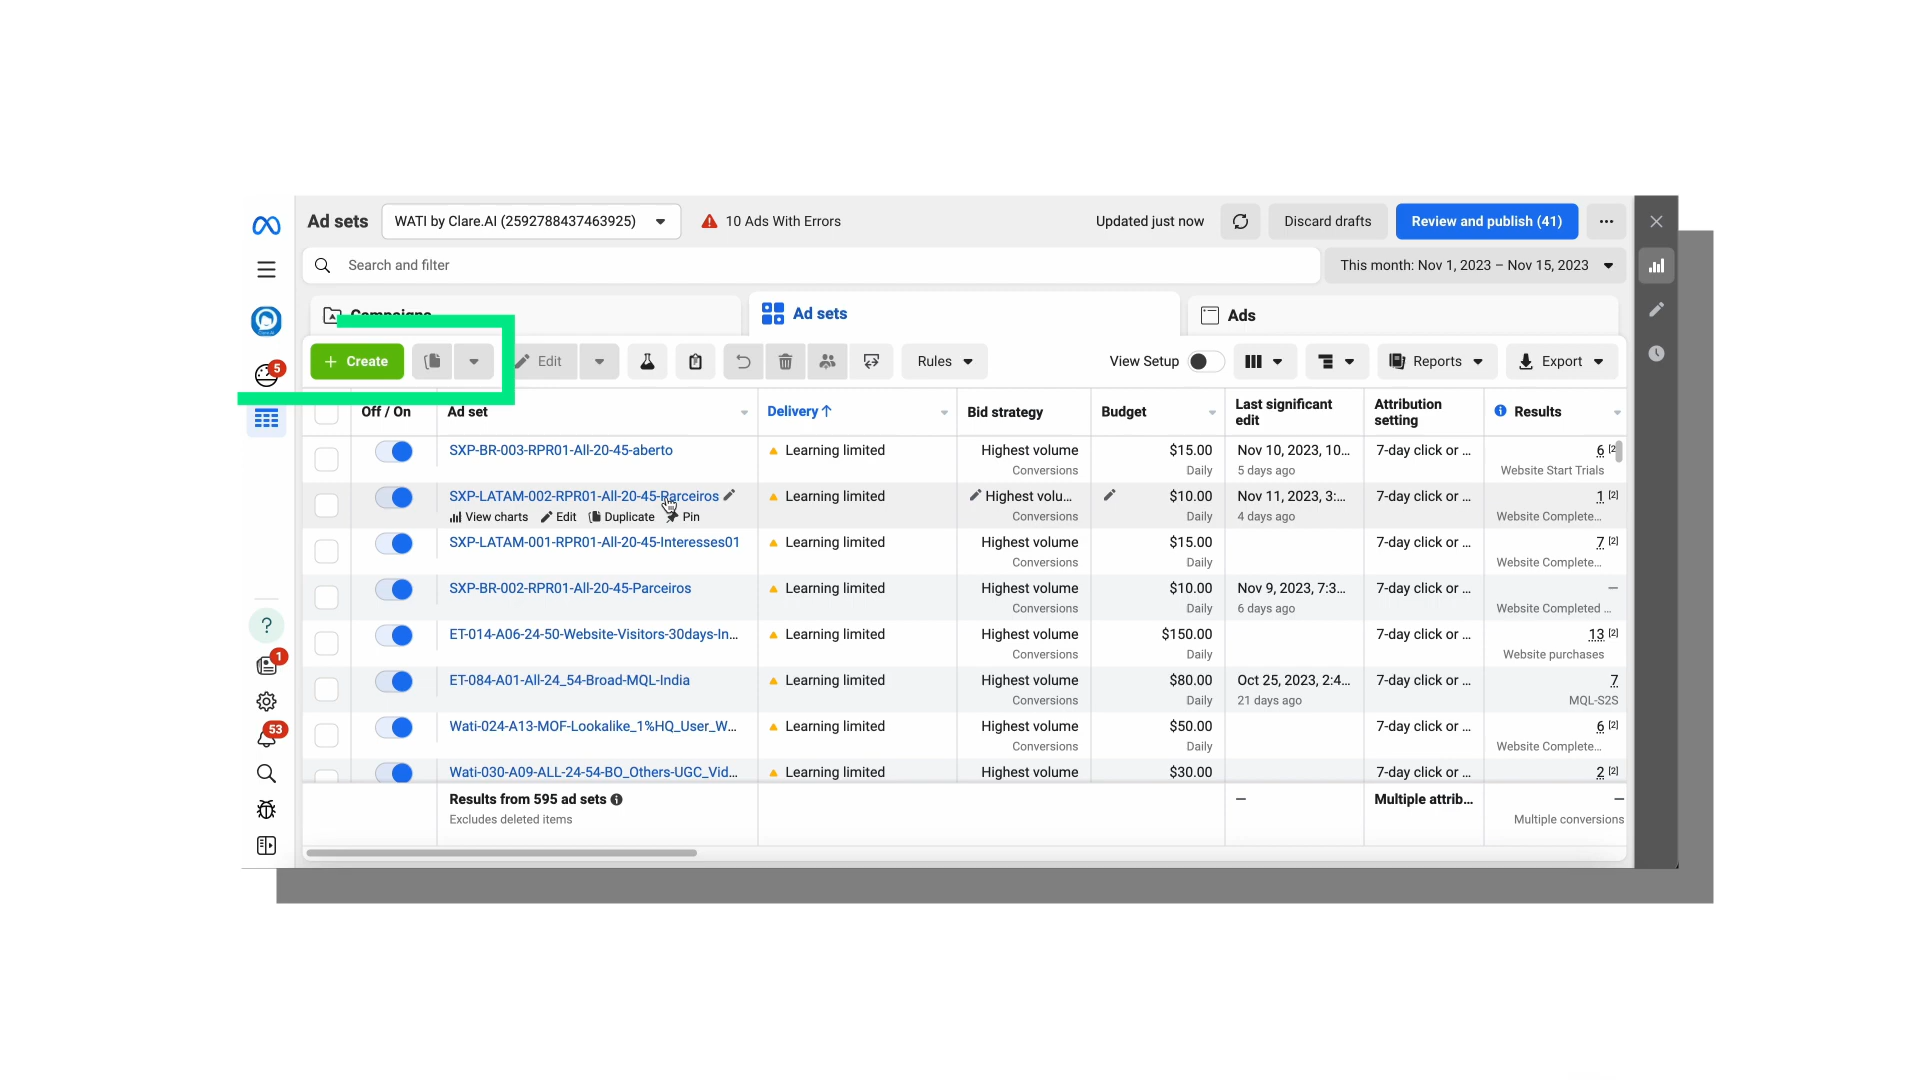 Ad sets WATI by Clare.AI (2592788437463925) 10 Ads With Errors Updated just now Discard drafts Review and publish (41)
Search and filter This month: Nov 1, 2023 – Nov 15, 2023
Campaigns Ad sets Ads
+ Create Edit Rules View Setup Reports Export
5
Off / On Ad set Delivery ↑ Bid strategy Budget Last significant edit Attribution setting Results
SXP-BR-003-RPR01-All-20-45-aberto Learning limited Highest volume $15.00 Nov 10, 2023, 10... 7-day click or ... 6 [2]
Conversions Daily 5 days ago Website Start Trials
SXP-LATAM-002-RPR01-All-20-45-Parceiros Learning limited Highest volu... $10.00 Nov 11, 2023, 3:... 7-day click or ... 1 [2]
View charts Edit Duplicate Pin Conversions Daily 4 days ago Website Complete...
SXP-LATAM-001-RPR01-All-20-45-Interesses01 Learning limited Highest volume $15.00 7-day click or ... 7 [2]
Conversions Daily Website Complete...
SXP-BR-002-RPR01-All-20-45-Parceiros Learning limited Highest volume $10.00 Nov 9, 2023, 7:3... 7-day click or ... —
Conversions Daily 6 days ago Website Completed ...
?
ET-014-A06-24-50-Website-Visitors-30days-In... Learning limited Highest volume $150.00 7-day click or ... 13 [2]
1 Conversions Daily Website purchases
ET-084-A01-All-24_54-Broad-MQL-India Learning limited Highest volume $80.00 Oct 25, 2023, 2:4... 7-day click or ... 7
Conversions Daily 21 days ago MQL-S2S
53 Wati-024-A13-MOF-Lookalike_1%HQ_User_W... Learning limited Highest volume $50.00 7-day click or ... 6 [2]
Conversions Daily Website Complete...
Wati-030-A09-ALL-24-54-BO_Others-UGC_Vid... Learning limited Highest volume $30.00 7-day click or ... 2 [2]
Results from 595 ad sets — Multiple attrib... —
Excludes deleted items Multiple conversions